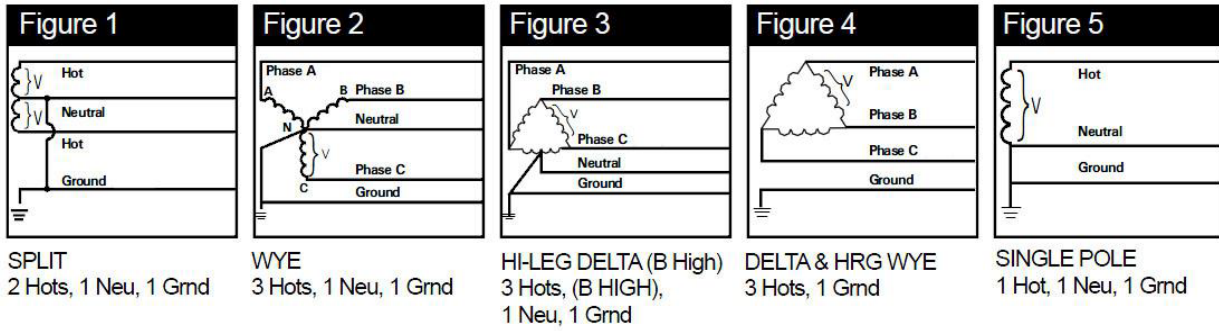 Figure 1
V
Hot
V
Neutral
Hot
Ground
SPLIT
2 Hots, 1 Neu, 1 Grnd
Figure 2
Phase A
A
B
Phase B
N
Neutral
V
Phase C
C
Ground
WYE
3 Hots, 1 Neu, 1 Grnd
Figure 3
Phase A
Phase B
V
Phase C
Neutral
Ground
HI-LEG DELTA (B High)
3 Hots, (B HIGH),
1 Neu, 1 Grnd
Figure 4
V
Phase A
Phase B
Phase C
Ground
DELTA & HRG WYE
3 Hots, 1 Grnd
Figure 5
Hot
V
Neutral
Ground
SINGLE POLE
1 Hot, 1 Neu, 1 Grnd